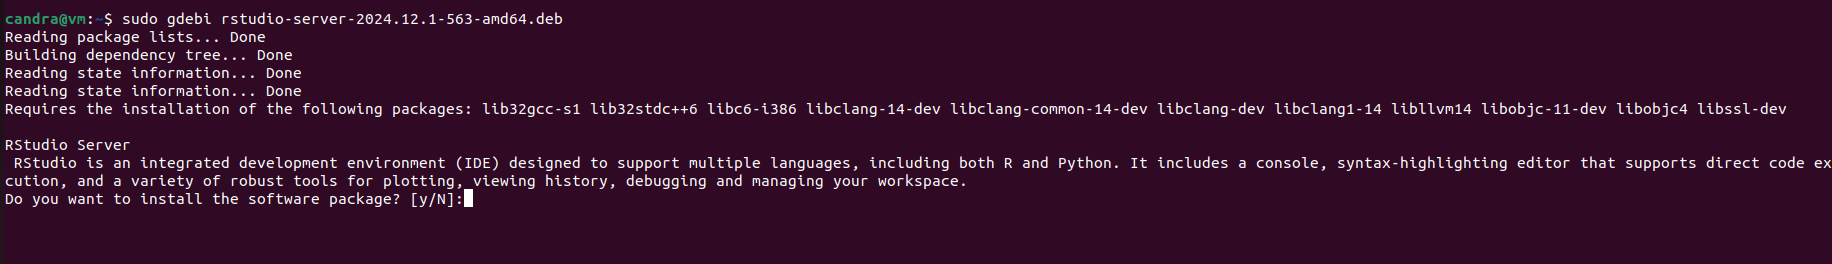 candra@vm:~$ sudo gdebi rstudio-server-2024.12.1-563-amd64.deb
Reading package lists... Done
Building dependency tree... Done
Reading state information... Done
Reading state information... Done
Requires the installation of the following packages: lib32gcc-s1 lib32stdc++6 libc6-i386 libclang-14-dev libclang-common-14-dev libclang-dev libclang1-14 libllvm14 libobjc-11-dev libobjc4 libssl-dev
RStudio Server
RStudio is an integrated development environment (IDE) designed to support multiple languages, including both R and Python. It includes a console, syntax-highlighting editor that supports direct code ex
cution, and a variety of robust tools for plotting, viewing history, debugging and managing your workspace.
Do you want to install the software package? [y/N]: